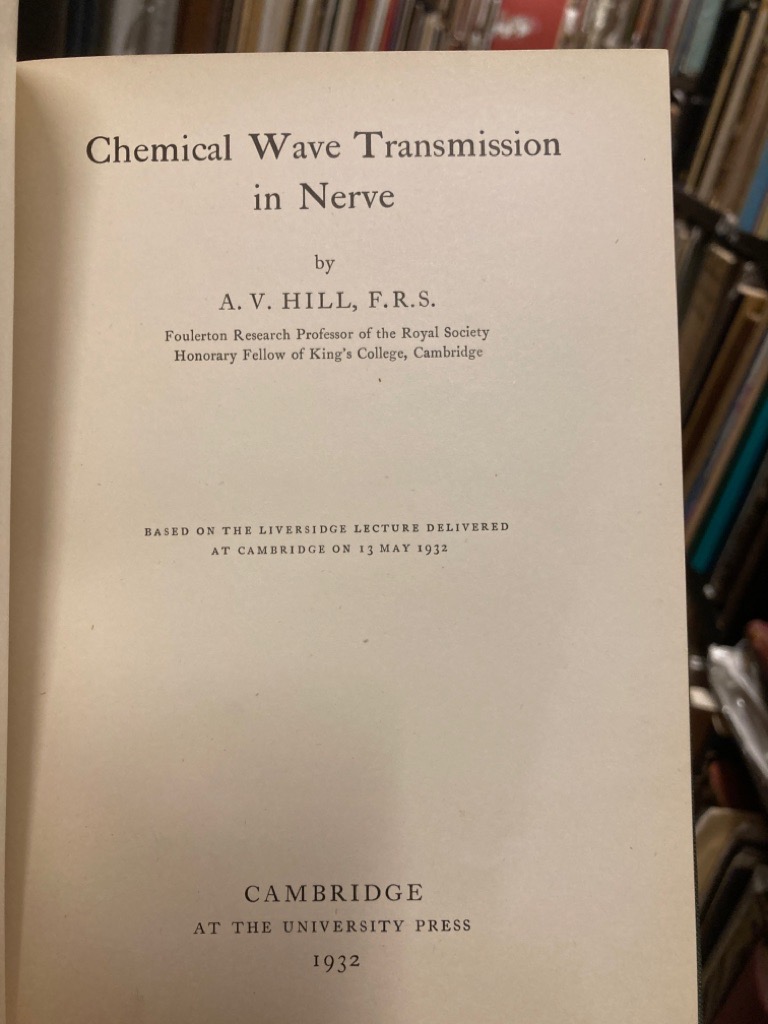 Chemical Wave Transmission
in Nerve
by
A. V. HILL, F.R.S.
Foulerton Research Professor of the Royal Society
Honorary Fellow of King's College, Cambridge
BASED ON THE LIVERSIDGE LECTURE DELIVERED
AT CAMBRIDGE ON 13 MAY 1932
CAMBRIDGE
AT THE UNIVERSITY PRESS
1932